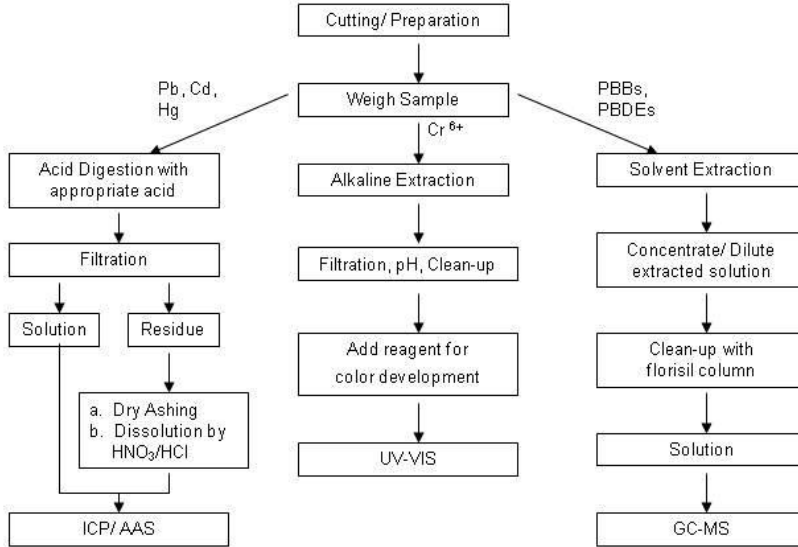 Cutting/ Preparation
Weigh Sample
Pb, Cd,
Hg
Cr 6+
PBBs,
PBDEs
Acid Digestion with
appropriate acid
Filtration
Solution
Residue
a. Dry Ashing
b. Dissolution by
HNO3/HCl
ICP/ AAS
Alkaline Extraction
Filtration, pH, Clean-up
Add reagent for
color development
UV-VIS
Solvent Extraction
Concentrate/ Dilute
extracted solution
Clean-up with
florisil column
Solution
GC-MS